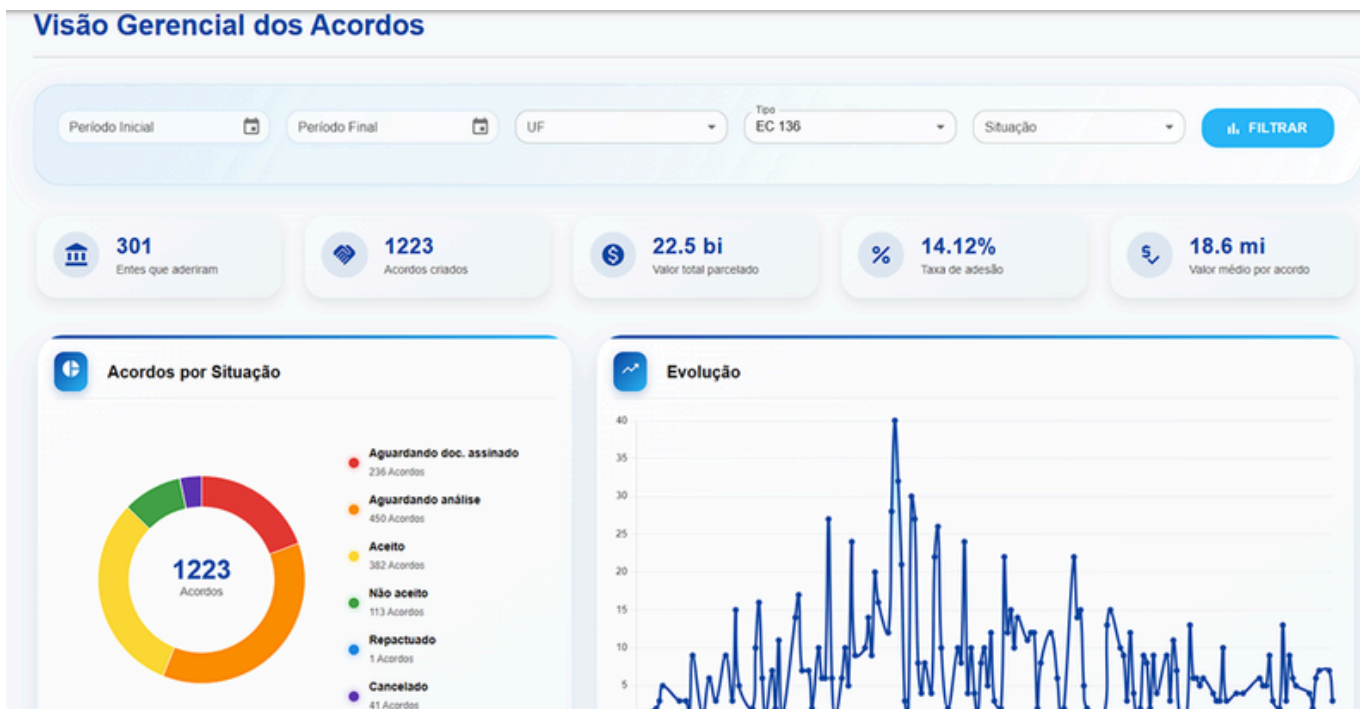 Visão Gerencial dos Acordos
Período Inicial
Período Final
UF
Tipo
EC 136
Situação
FILTRAR
301
Entes que aderiram
1223
Acordos criados
22.5 bi
Valor total parcelado
14.12%
Taxa de adesão
18.6 mi
Valor médio por acordo
Acordos por Situação
1223
Acordos
Aguardando doc. assinado
236 Acordos
Aguardando análise
450 Acordos
Aceito
382 Acordos
Não aceito
113 Acordos
Repactuado
1 Acordos
Cancelado
41 Acordos
Evolução
40
35
30
25
20
15
10
5